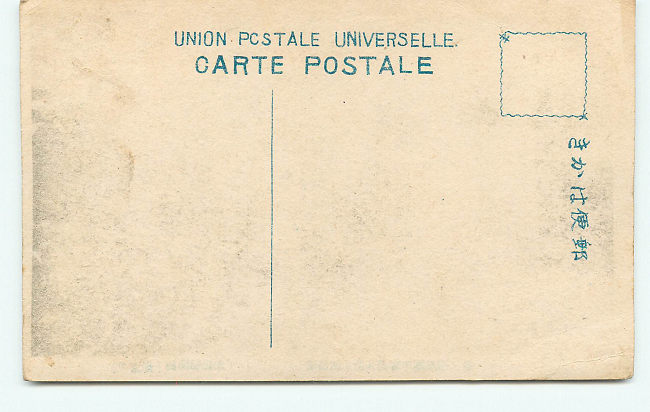 UNION POSTALE UNIVERSELLE.
CARTE POSTALE
郵便はかき